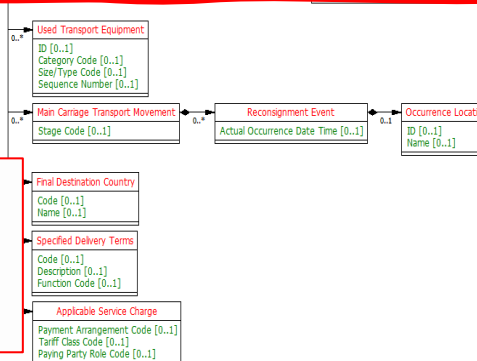 Used Transport Equipment
0..*
ID [0..1]
Category Code [0..1]
Size/Type Code [0..1]
Sequence Number [0..1]
Main Carriage Transport Movement
0..*
Stage Code [0..1]
0..*
Reconsignment Event
Actual Occurrence Date Time [0..1]
0..1
Occurrence
ID [0..1]
Name [0..1]
Final Destination Country
Code [0..1]
Name [0..1]
Specified Delivery Terms
Code [0..1]
Description [0..1]
Function Code [0..1]
Applicable Service Charge
Payment Arrangement Code [0..1]
Tariff Class Code [0..1]
Paying Party Role Code [0..1]